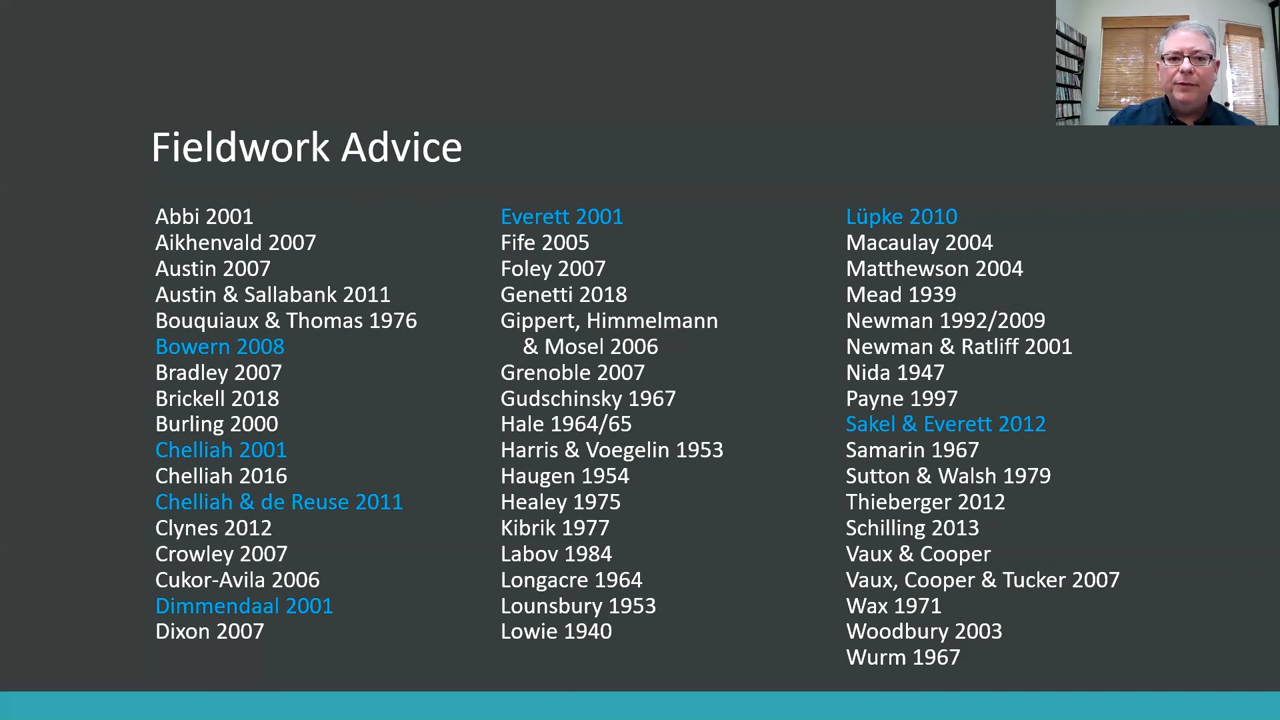 Fieldwork Advice
Abbi 2001
Aikhenvald 2007
Austin 2007
Austin & Sallabank 2011
Bouquiaux & Thomas 1976
Bowern 2008
Bradley 2007
Brickell 2018
Burling 2000
Chelliah 2001
Chelliah 2016
Chelliah & de Reuse 2011
Clynes 2012
Crowley 2007
Cukor-Avila 2006
Dimmendaal 2001
Dixon 2007
Everett 2001
Fife 2005
Foley 2007
Genetti 2018
Gippert, Himmelmann
& Mosel 2006
Grenoble 2007
Gudschinsky 1967
Hale 1964/65
Harris & Voegelin 1953
Haugen 1954
Healey 1975
Kibrik 1977
Labov 1984
Longacre 1964
Lounsbury 1953
Lowie 1940
Lüpke 2010
Macaulay 2004
Matthewson 2004
Mead 1939
Newman 1992/2009
Newman & Ratliff 2001
Nida 1947
Payne 1997
Sakel & Everett 2012
Samarin 1967
Sutton & Walsh 1979
Thieberger 2012
Schilling 2013
Vaux & Cooper
Vaux, Cooper & Tucker 2007
Wax 1971
Woodbury 2003
Wurm 1967